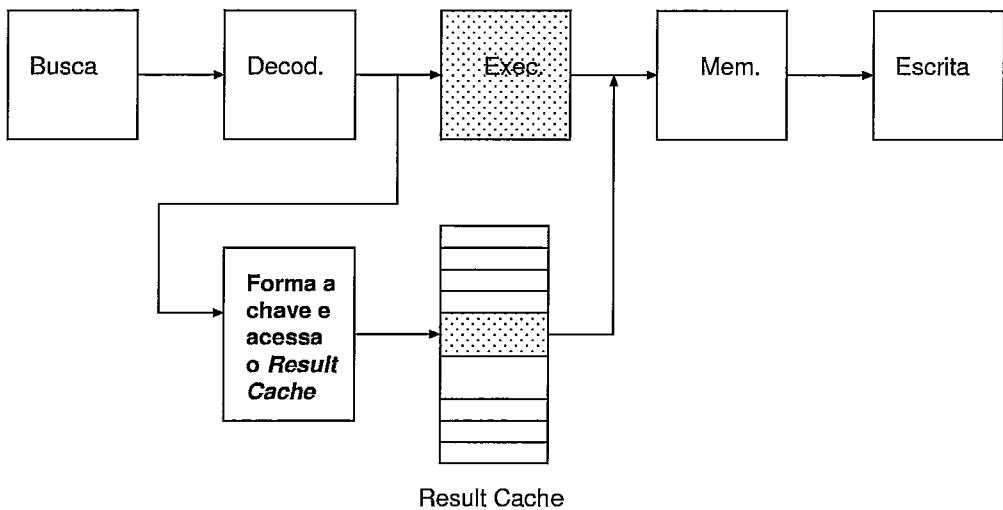 Busca
Decod.
Exec.
Mem.
Escrita
Forma a
chave e
acessa
o Result
Cache
Result Cache